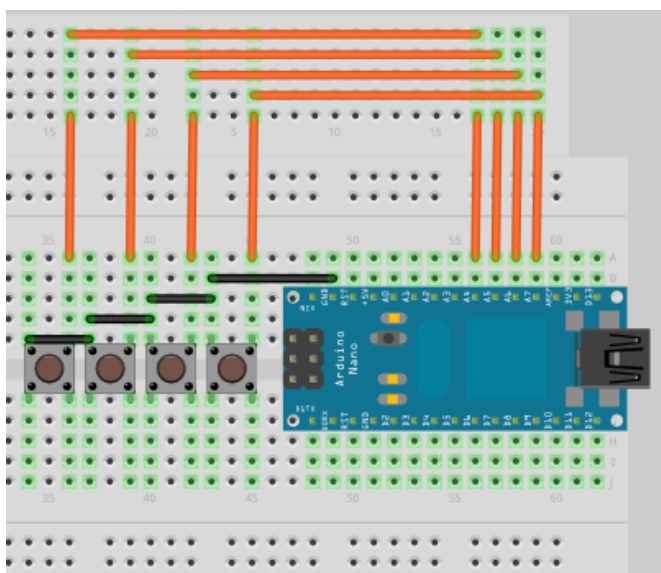 15 20 5 10 15
35 40 45 50 55 60
A
B
VIN GND RST +5V A0 A1 A2 A3 A4 A5 A6 A7 AREF 3V3 D13
Arduino
Nano
D1TX D0RX RST GND D2 D3 D4 D5 D6 D7 D8 D9 D10 D11 D12
H
I
J
35 40 45 50 55 60